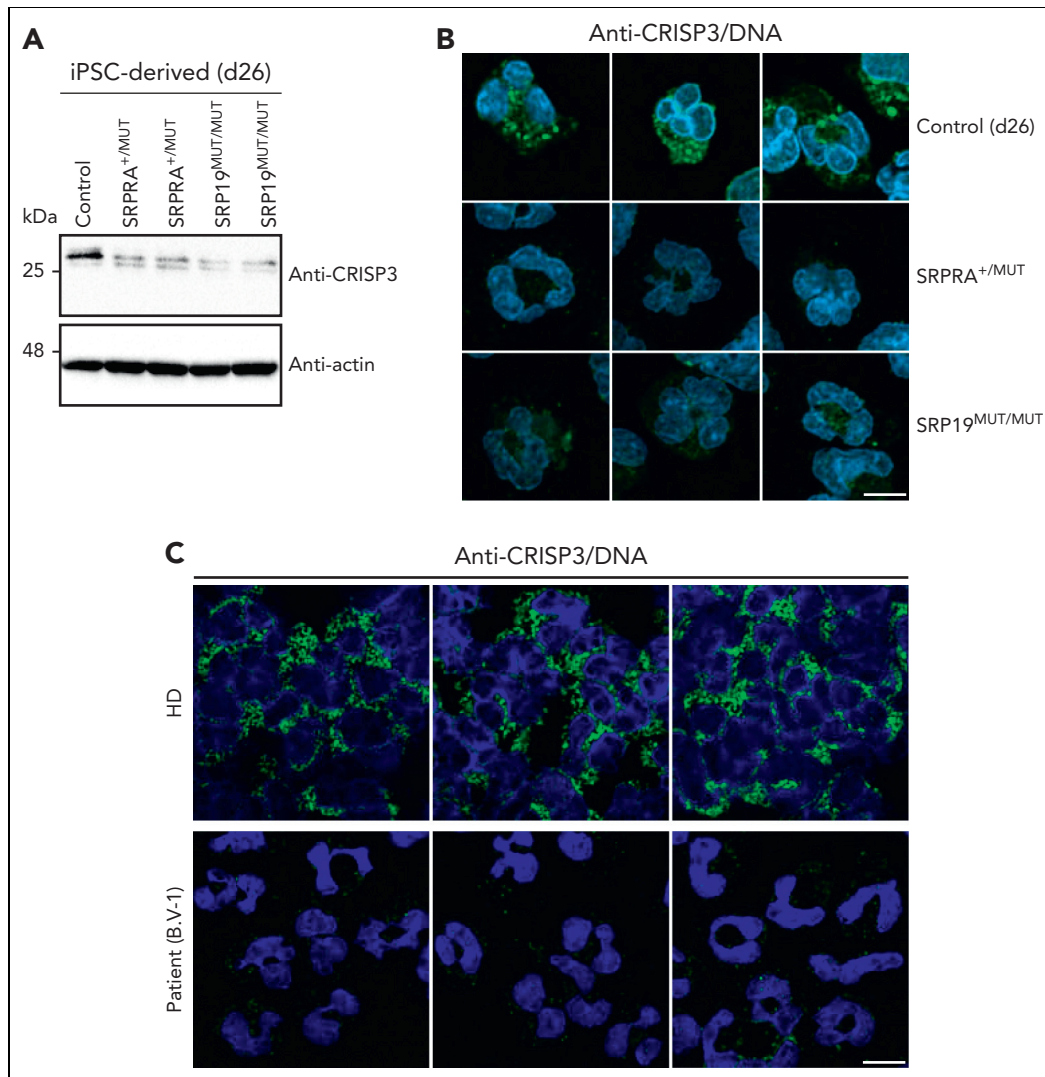 A
iPSC-derived (d26)
Control
SRPRA+/MUT
SRPRA+/MUT
SRP19MUT/MUT
SRP19MUT/MUT
kDa
25
Anti-CRISP3
48
Anti-actin
B
Anti-CRISP3/DNA
Control (d26)
SRPRA+/MUT
SRP19MUT/MUT
C
Anti-CRISP3/DNA
HD
Patient (B.V-1)